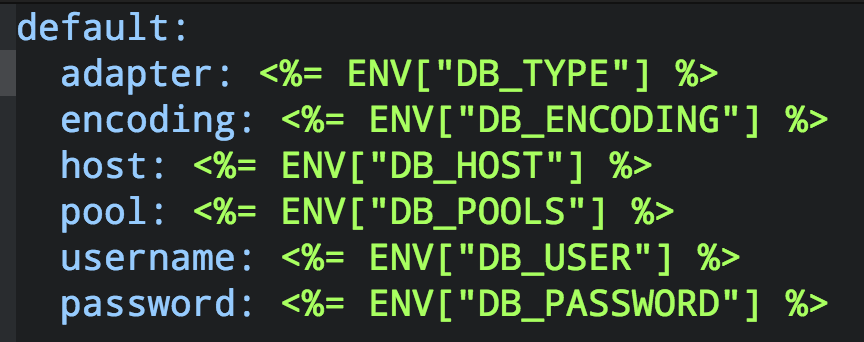 default:
  adapter: <%= ENV["DB_TYPE"] %>
  encoding: <%= ENV["DB_ENCODING"] %>
  host: <%= ENV["DB_HOST"] %>
  pool: <%= ENV["DB_POOLS"] %>
  username: <%= ENV["DB_USER"] %>
  password: <%= ENV["DB_PASSWORD"] %>